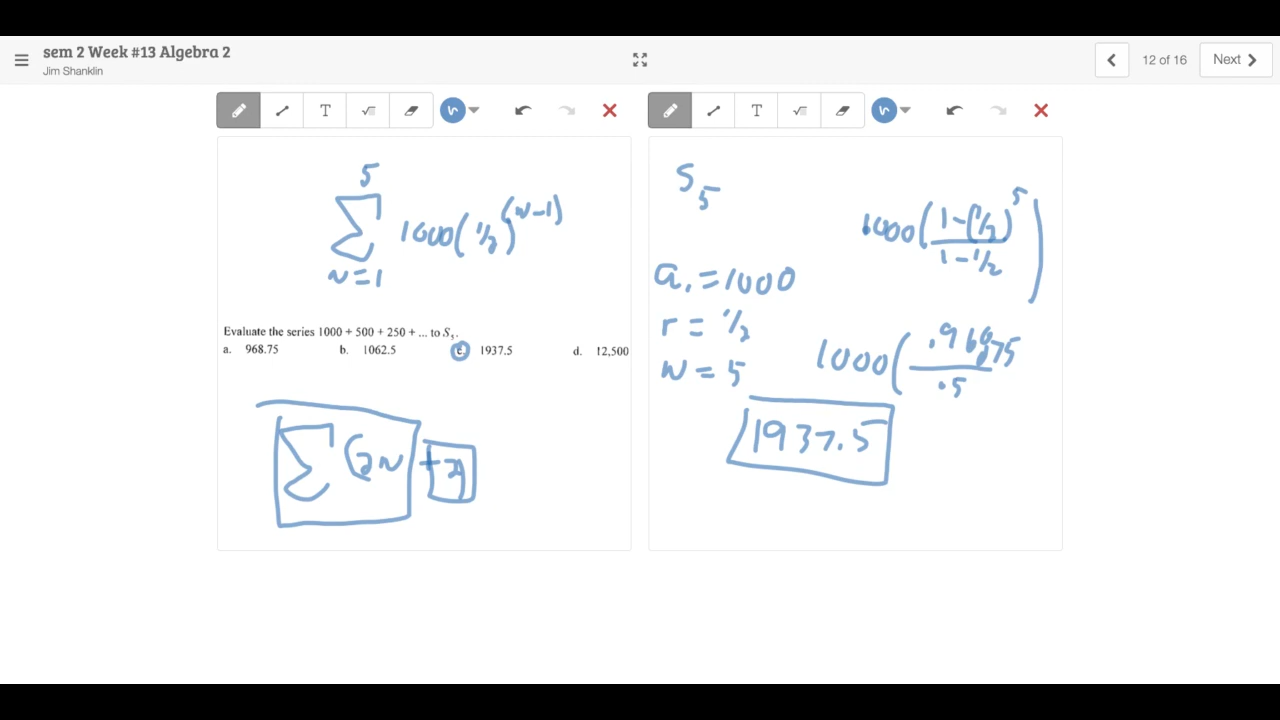 sem 2 Week #13 Algebra 2
Jim Shanklin
12 of 16
Next
T
T
5
∑ 1000(1/2)^(n-1)
n=1
Evaluate the series 1000 + 500 + 250 + ... to S₅.
a. 968.75 b. 1062.5 c. 1937.5 d. 12,500
∑ (2n + 2)
S₅
1000((1-(1/2)^5)/(1-1/2))
a₁=1000
r = 1/2
n = 5
1000(.96875/.5
1937.5